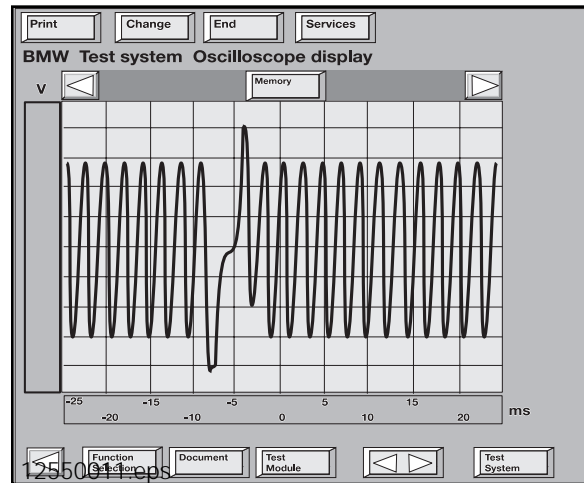 Print Change End Services
BMW Test system Oscilloscope display
V
Memory
-25 -15 -5 5 15
-20 -10 0 10 20
ms
Function Selection
Document
Test Module
Test System
12550011.eps